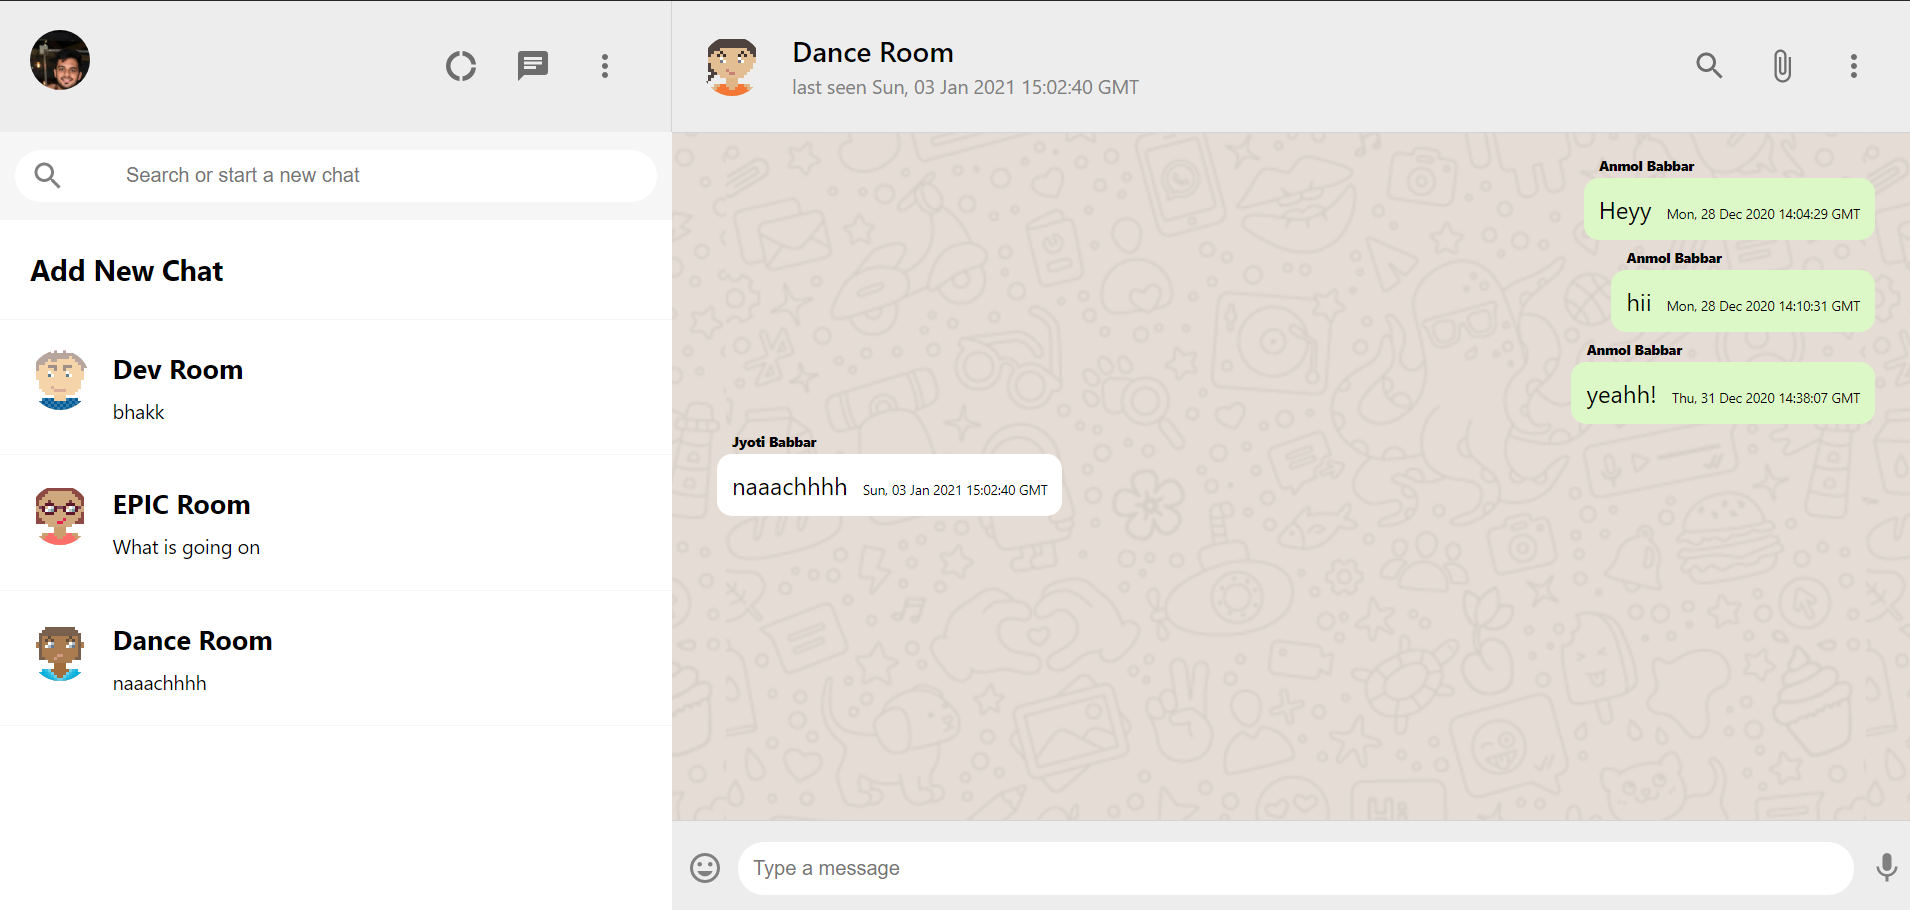 Search or start a new chat
Add New Chat
Dev Room
bhakk
EPIC Room
What is going on
Dance Room
naaachhhh
Dance Room
last seen Sun, 03 Jan 2021 15:02:40 GMT
Anmol Babbar
Heyy Mon, 28 Dec 2020 14:04:29 GMT
Anmol Babbar
hii Mon, 28 Dec 2020 14:10:31 GMT
Anmol Babbar
yeahh! Thu, 31 Dec 2020 14:38:07 GMT
Jyoti Babbar
naaachhhh Sun, 03 Jan 2021 15:02:40 GMT
Hi
Type a message